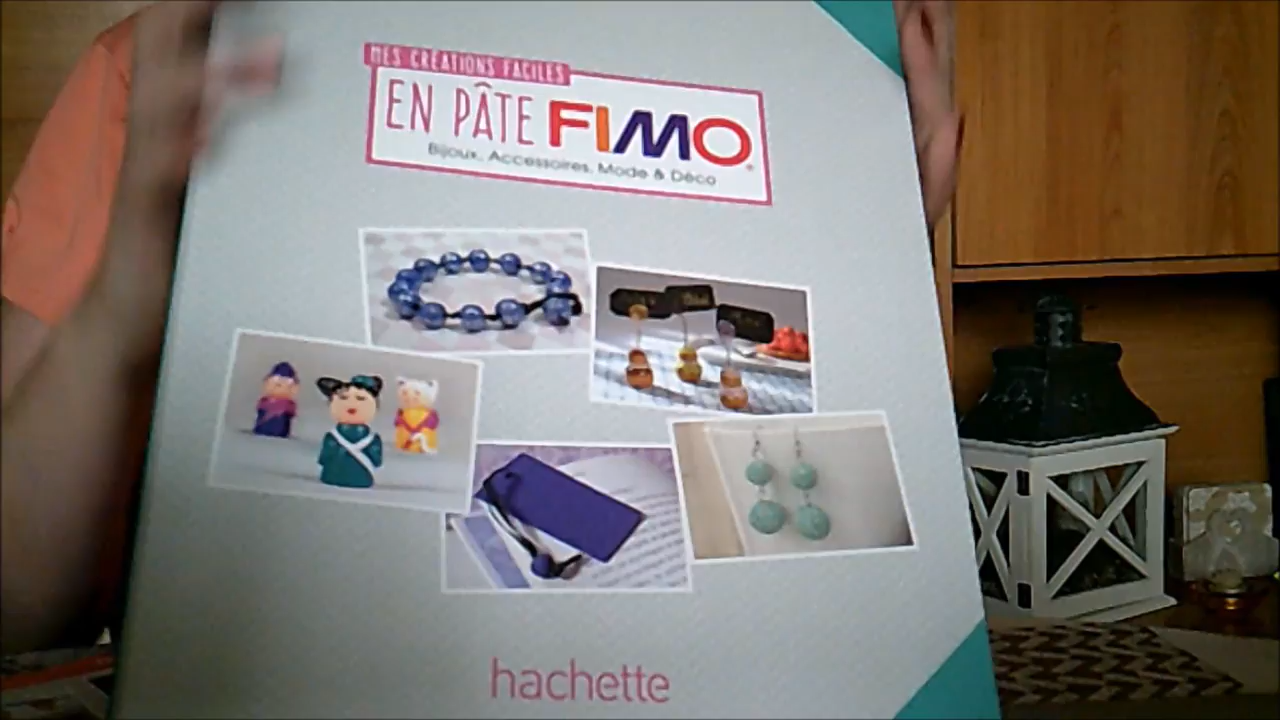 MES CRÉATIONS FACILES
EN PÂTE FIMO®
Bijoux, Accessoires, Mode & Déco
hachette